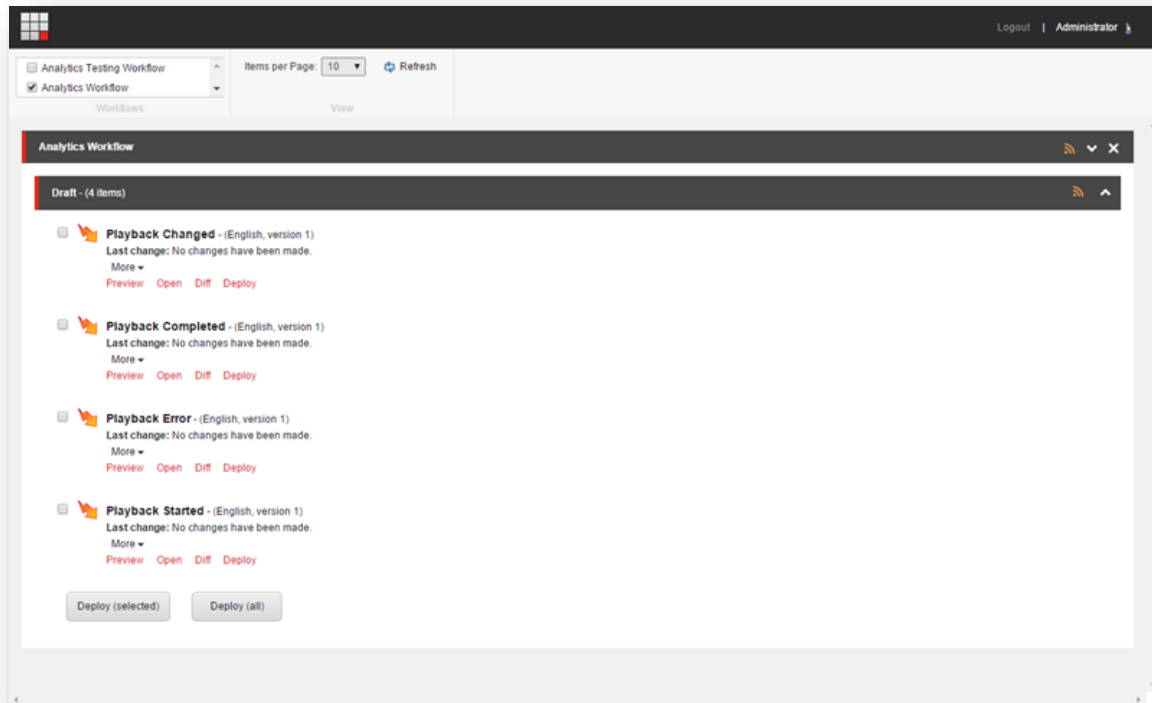 Logout | Administrator
Analytics Testing Workflow
Analytics Workflow
Workflows
Items per Page: 10
Refresh
View
Analytics Workflow
Draft - (4 items)
Playback Changed - (English, version 1)
Last change: No changes have been made.
More
Preview Open Diff Deploy
Playback Completed - (English, version 1)
Last change: No changes have been made.
More
Preview Open Diff Deploy
Playback Error - (English, version 1)
Last change: No changes have been made.
More
Preview Open Diff Deploy
Playback Started - (English, version 1)
Last change: No changes have been made.
More
Preview Open Diff Deploy
Deploy (selected) Deploy (all)